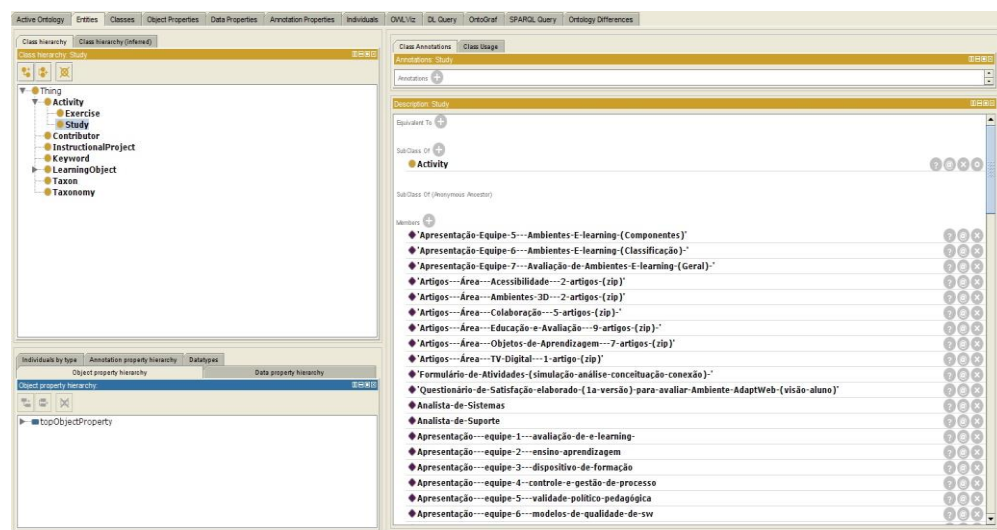 Active Ontology Entities Classes Object Properties Data Properties Annotation Properties Individuals OWLViz DL Query OntoGraf SPARQL Query Ontology Differences
Class hierarchy Class hierarchy (inferred)
Class hierarchy: Study
Thing
Activity
Exercise
Study
Contributor
InstructionalProject
Keyword
LearningObject
Taxon
Taxonomy
Individuals by type Annotation property hierarchy Datatypes
Object property hierarchy Data property hierarchy
Object property hierarchy:
topObjectProperty
Class Annotations Class Usage
Annotations: Study
Annotations
Description: Study
Equivalent To
SubClass Of
Activity
SubClass Of (Anonymous Ancestor)
Members
'Apresentação-Equipe-5---Ambientes-E-learning-(Componentes)'
'Apresentação-Equipe-6---Ambientes-E-learning-(Classificação)-'
'Apresentação-Equipe-7---Avaliação-de-Ambientes-E-learning-(Geral)-'
'Artigos---Área---Acessibilidade---2-artigos-(zip)'
'Artigos---Área---Ambientes-3D---2-artigos-(zip)'
'Artigos---Área---Colaboração---5-artigos-(zip)-'
'Artigos---Área---Educação-e-Avaliação---9-artigos-(zip)-'
'Artigos---Área---Objetos-de-Aprendizagem---7-artigos-(zip)'
'Artigos---Área---TV-Digital---1-artigo-(zip)'
'Formulário-de-Atividades-(simulação-análise-conceituação-conexão)-'
'Questionário-de-Satisfação-elaborado-(1a-versão)-para-avaliar-Ambiente-AdaptWeb-(visão-aluno)'
Analista-de-Sistemas
Analista-de-Suporte
Apresentação---equipe-1---avaliação-de-e-learning-
Apresentação---equipe-2---ensino-aprendizagem
Apresentação---equipe-3---dispositivo-de-formação
Apresentação---equipe-4--controle-e-gestão-de-processo
Apresentação---equipe-5---validade-político-pedagógica
Apresentação---equipe-6---modelos-de-qualidade-de-sw